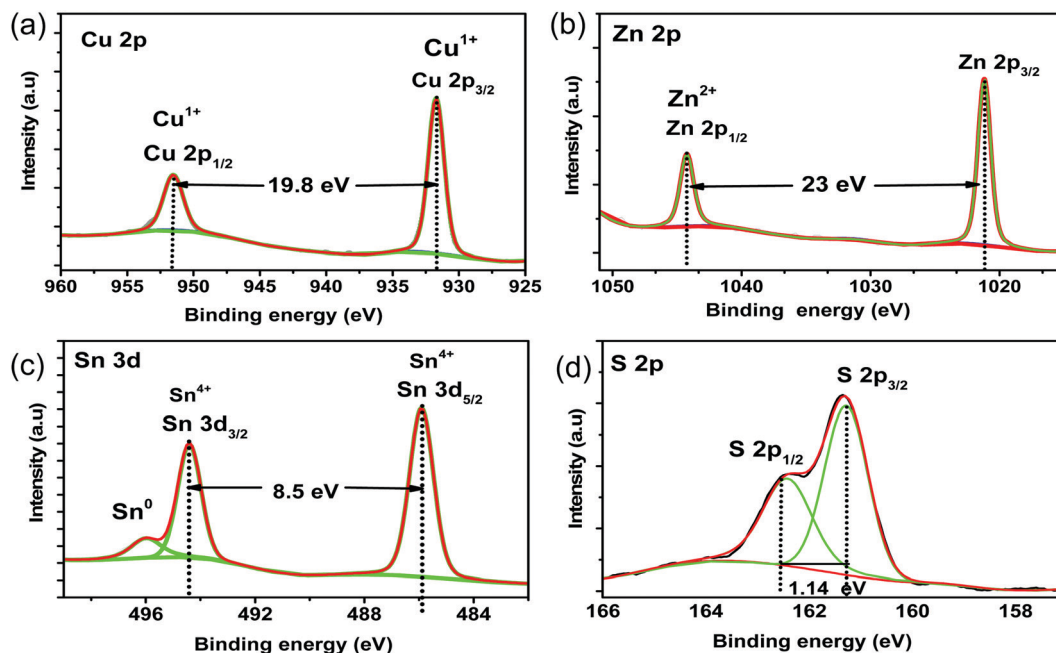 (a)
Cu 2p
Cu¹⁺
Cu 2p₃/₂
Cu¹⁺
Cu 2p₁/₂
19.8 eV
Intensity (a.u)
960 955 950 945 940 935 930 925
Binding energy (eV)
(b)
Zn 2p
Zn 2p₃/₂
Zn²⁺
Zn 2p₁/₂
23 eV
Intensity (a.u)
1050 1040 1030 1020
Binding energy (eV)
(c)
Sn 3d
Sn⁴⁺
Sn 3d₅/₂
Sn⁴⁺
Sn 3d₃/₂
8.5 eV
Sn⁰
Intensity (a.u)
496 492 488 484
Binding energy (eV)
(d)
S 2p
S 2p₃/₂
S 2p₁/₂
1.14 eV
Intensity (a.u)
166 164 162 160 158
Binding energy (eV)